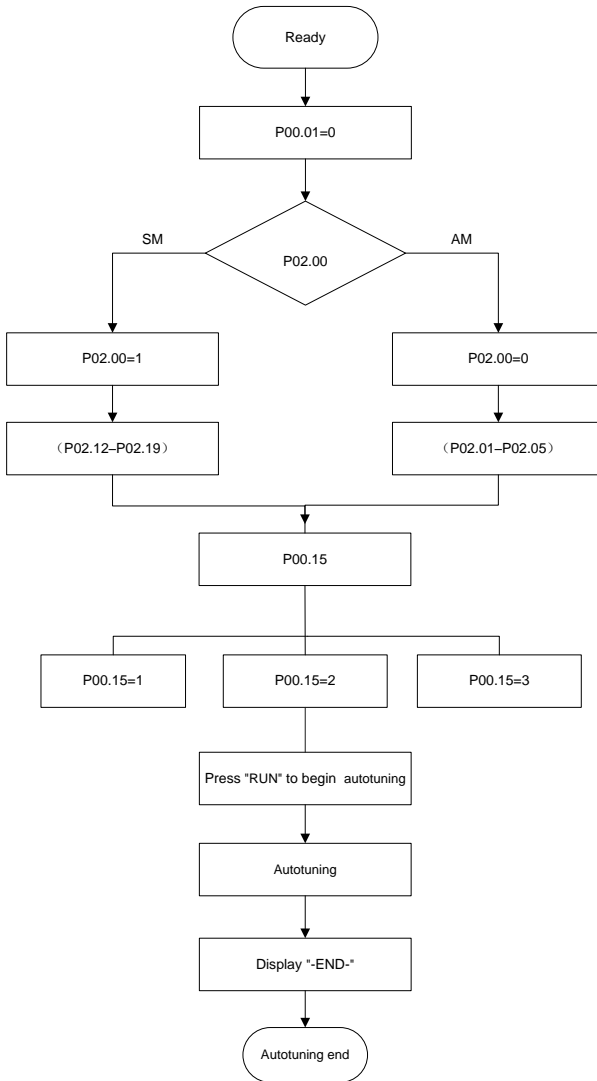 Ready
P00.01=0
SM
AM
P02.00
P02.00=1
P02.00=0
（P02.12–P02.19）
（P02.01–P02.05）
P00.15
P00.15=1
P00.15=2
P00.15=3
Press "RUN" to begin autotuning
Autotuning
Display "-END-"
Autotuning end